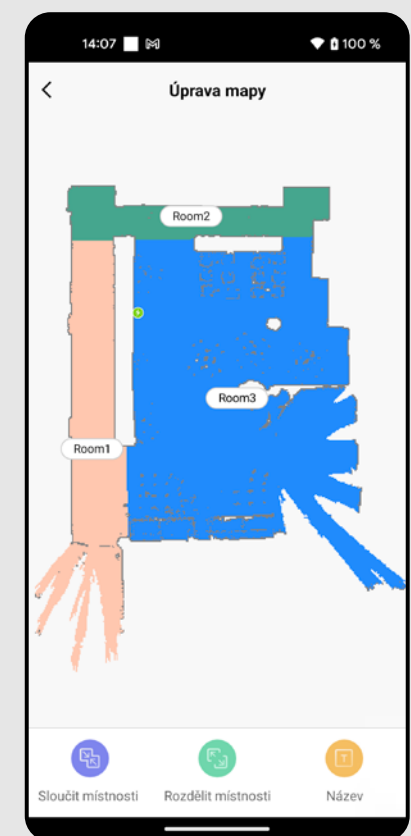 14:07 100 %
Úprava mapy
Room2
Room3
Room1
Sloučit místnosti Rozdělit místnosti Název